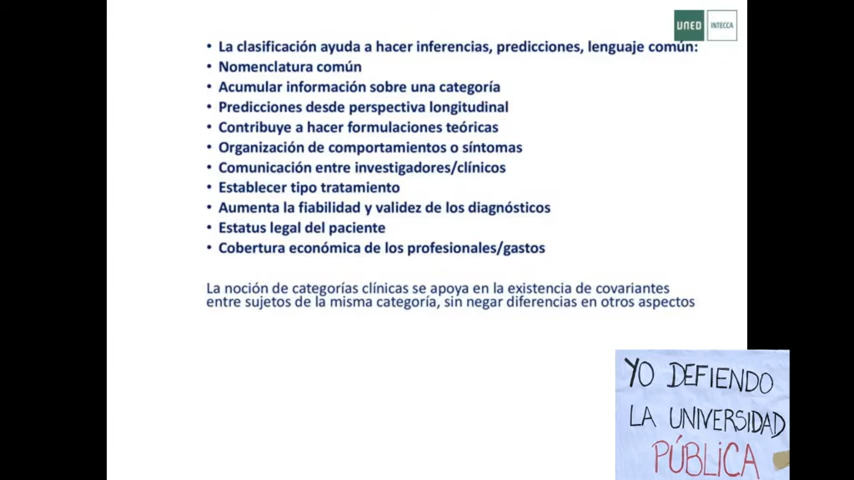 UNED
INTECCA
• La clasificación ayuda a hacer inferencias, predicciones, lenguaje común:
• Nomenclatura común
• Acumular información sobre una categoría
• Predicciones desde perspectiva longitudinal
• Contribuye a hacer formulaciones teóricas
• Organización de comportamientos o síntomas
• Comunicación entre investigadores/clínicos
• Establecer tipo tratamiento
• Aumenta la fiabilidad y validez de los diagnósticos
• Estatus legal del paciente
• Cobertura económica de los profesionales/gastos
La noción de categorías clínicas se apoya en la existencia de covariantes
entre sujetos de la misma categoría, sin negar diferencias en otros aspectos
YO DEFIENDO
LA UNIVERSIDAD
PÚBLICA